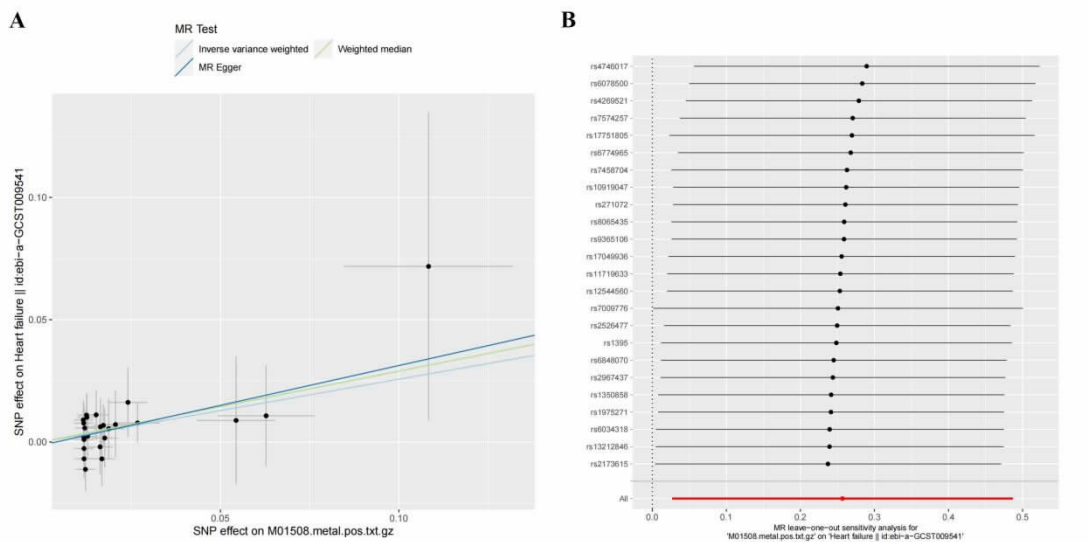 A
MR Test
Inverse variance weighted
Weighted median
MR Egger
SNP effect on Heart failure || id:ebi-a-GCST009541
0.10
0.05
0.00
0.05
0.10
SNP effect on M01508.metal.pos.txt.gz
B
rs4746017
rs6078500
rs4269521
rs7574257
rs17751805
rs6774965
rs7458704
rs10919047
rs271072
rs8065435
rs9365106
rs17049936
rs11719633
rs12544560
rs7009776
rs2526477
rs1395
rs6848070
rs2967437
rs1350858
rs1975271
rs6034318
rs13212846
rs2173615
All
0.0
0.1
0.2
0.3
0.4
0.5
MR leave-one-out sensitivity analysis for
'M01508.metal.pos.txt.gz' on 'Heart failure || id:ebi-a-GCST009541'